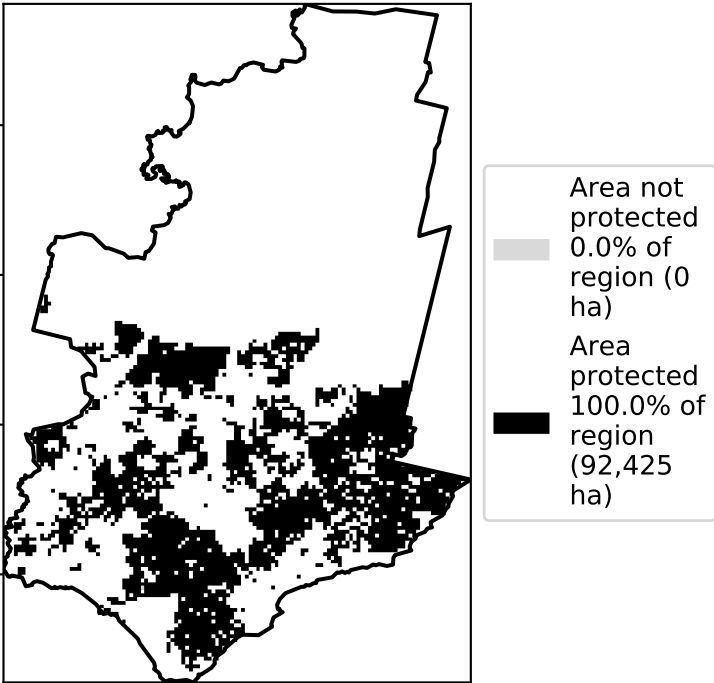 Area not
protected
0.0% of
region (0
ha)
Area
protected
100.0% of
region
(92,425
ha)